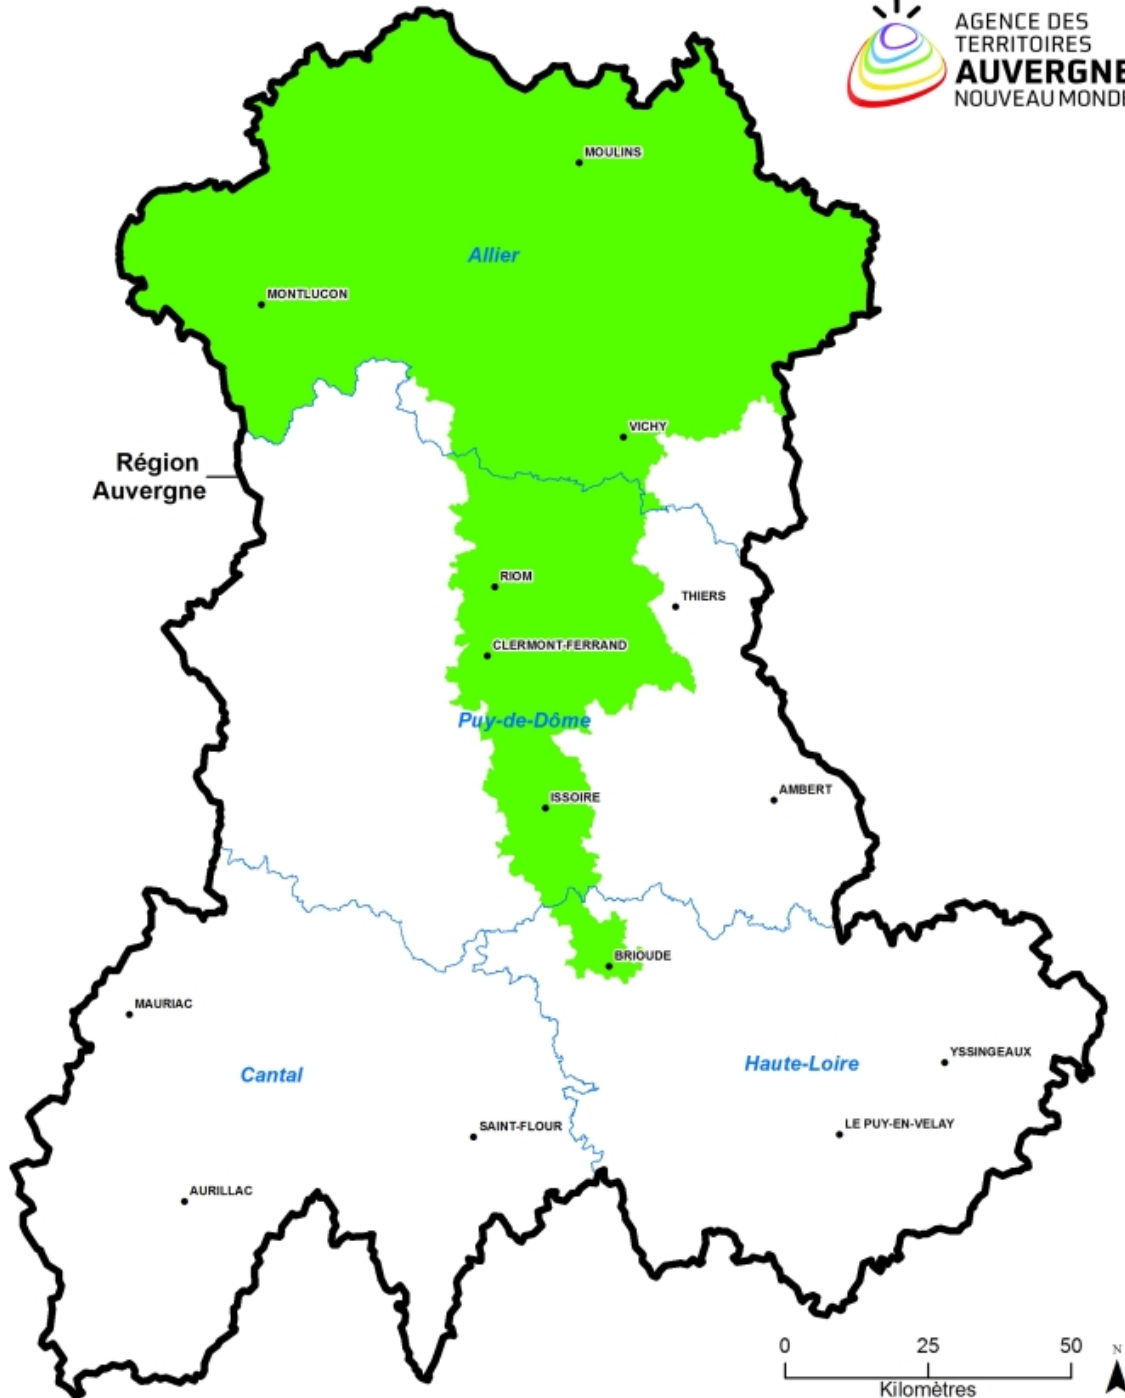 AGENCE DES
TERRITOIRES
AUVERGNE
NOUVEAU MONDE
MOULINS
Allier
MONTLUCON
VICHY
Région
Auvergne
RIOM
THIERS
CLERMONT-FERRAND
Puy-de-Dôme
AMBERT
ISSOIRE
BRIOUDE
MAURIAC
YSSINGEAUX
Haute-Loire
Cantal
LE PUY-EN-VELAY
SAINT-FLOUR
AURILLAC
0 25 50
N
Kilomètres